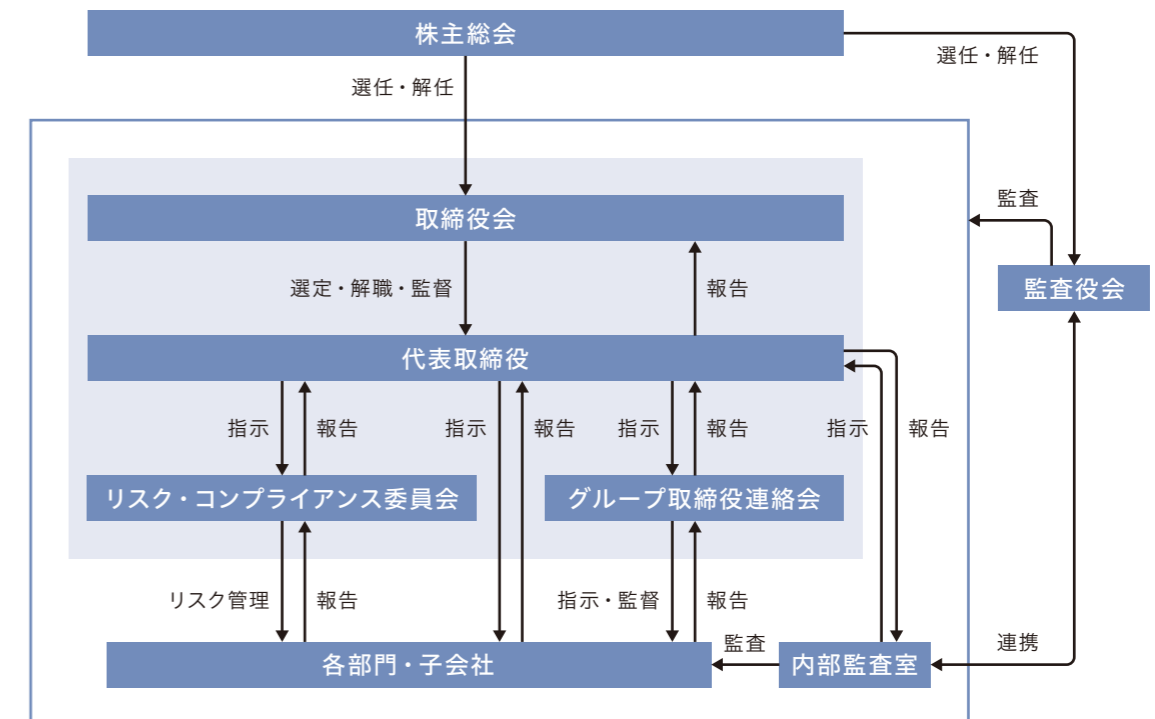 株主総会
選任・解任
選任・解任
監査
取締役会
監査役会
選定・解職・監督
報告
代表取締役
指示
報告
指示
報告
指示
報告
指示
報告
リスク・コンプライアンス委員会
グループ取締役連絡会
リスク管理
報告
指示・監督
報告
監査
連携
各部門・子会社
内部監査室